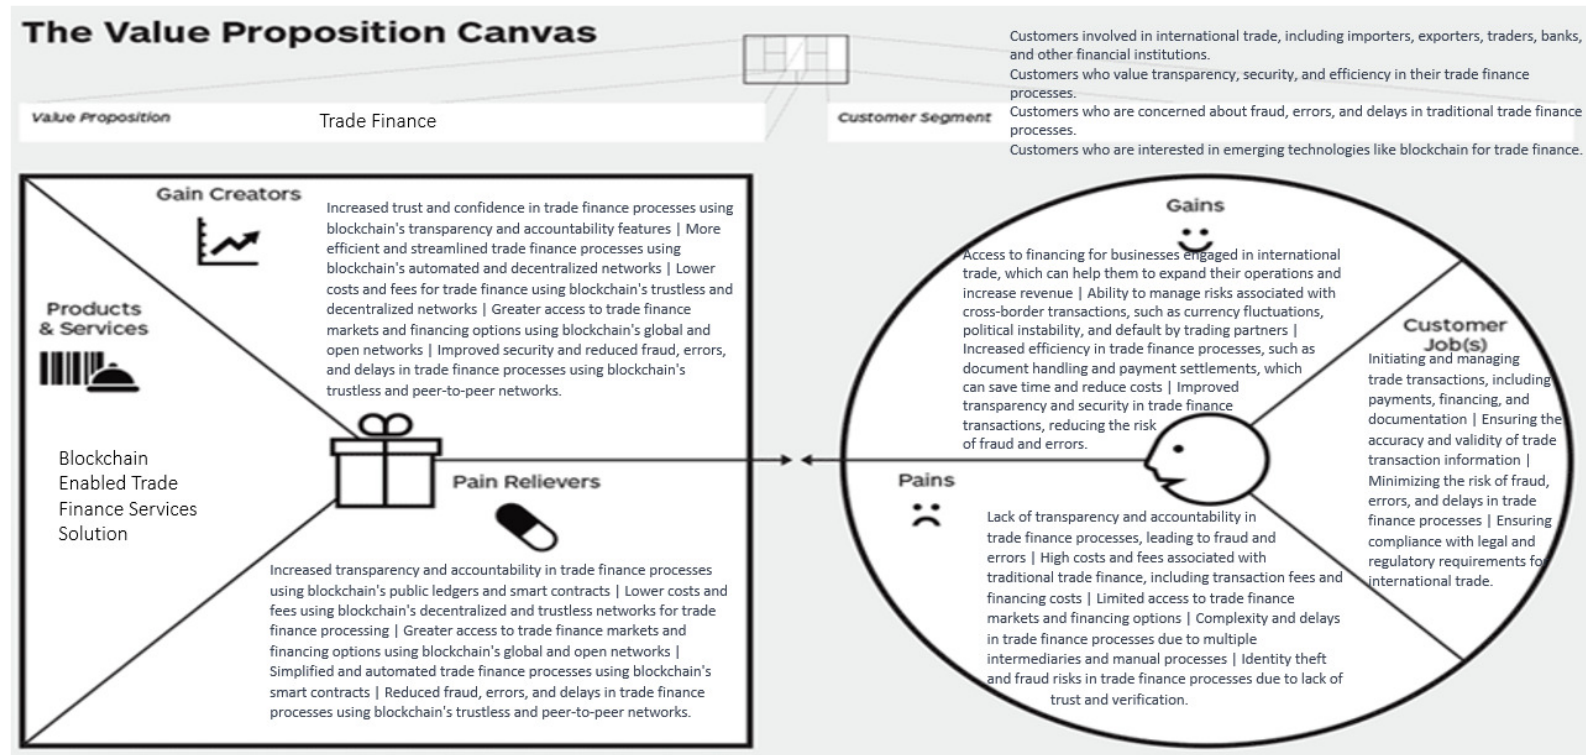 The Value Proposition Canvas
Customers involved in international trade, including importers, exporters, traders, banks,
and other financial institutions.
Customers who value transparency, security, and efficiency in their trade finance
processes.
Customers who are concerned about fraud, errors, and delays in traditional trade finance
processes.
Customers who are interested in emerging technologies like blockchain for trade finance.
Value Proposition
Trade Finance
Customer Segment
Gain Creators
Increased trust and confidence in trade finance processes using
blockchain's transparency and accountability features | More
efficient and streamlined trade finance processes using
blockchain's automated and decentralized networks | Lower
costs and fees for trade finance using blockchain's trustless and
decentralized networks | Greater access to trade finance
markets and financing options using blockchain's global and
open networks | Improved security and reduced fraud, errors,
and delays in trade finance processes using blockchain's
trustless and peer-to-peer networks.
Products
& Services
Blockchain
Enabled Trade
Finance Services
Solution
Pain Relievers
Increased transparency and accountability in trade finance processes
using blockchain's public ledgers and smart contracts | Lower costs and
fees using blockchain's decentralized and trustless networks for trade
finance processing | Greater access to trade finance markets and
financing options using blockchain's global and open networks |
Simplified and automated trade finance processes using blockchain's
smart contracts | Reduced fraud, errors, and delays in trade finance
processes using blockchain's trustless and peer-to-peer networks.
Gains
Access to financing for businesses engaged in international
trade, which can help them to expand their operations and
increase revenue | Ability to manage risks associated with
cross-border transactions, such as currency fluctuations,
political instability, and default by trading partners |
Increased efficiency in trade finance processes, such as
document handling and payment settlements, which
can save time and reduce costs | Improved
transparency and security in trade finance
transactions, reducing the risk
of fraud and errors.
Customer
Job(s)
Initiating and managing
trade transactions, including
payments, financing, and
documentation | Ensuring the
accuracy and validity of trade
transaction information |
Minimizing the risk of fraud,
errors, and delays in trade
finance processes | Ensuring
compliance with legal and
regulatory requirements for
international trade.
Pains
Lack of transparency and accountability in
trade finance processes, leading to fraud and
errors | High costs and fees associated with
traditional trade finance, including transaction fees and
financing costs | Limited access to trade finance
markets and financing options | Complexity and delays
in trade finance processes due to multiple
intermediaries and manual processes | Identity theft
and fraud risks in trade finance processes due to lack of
trust and verification.